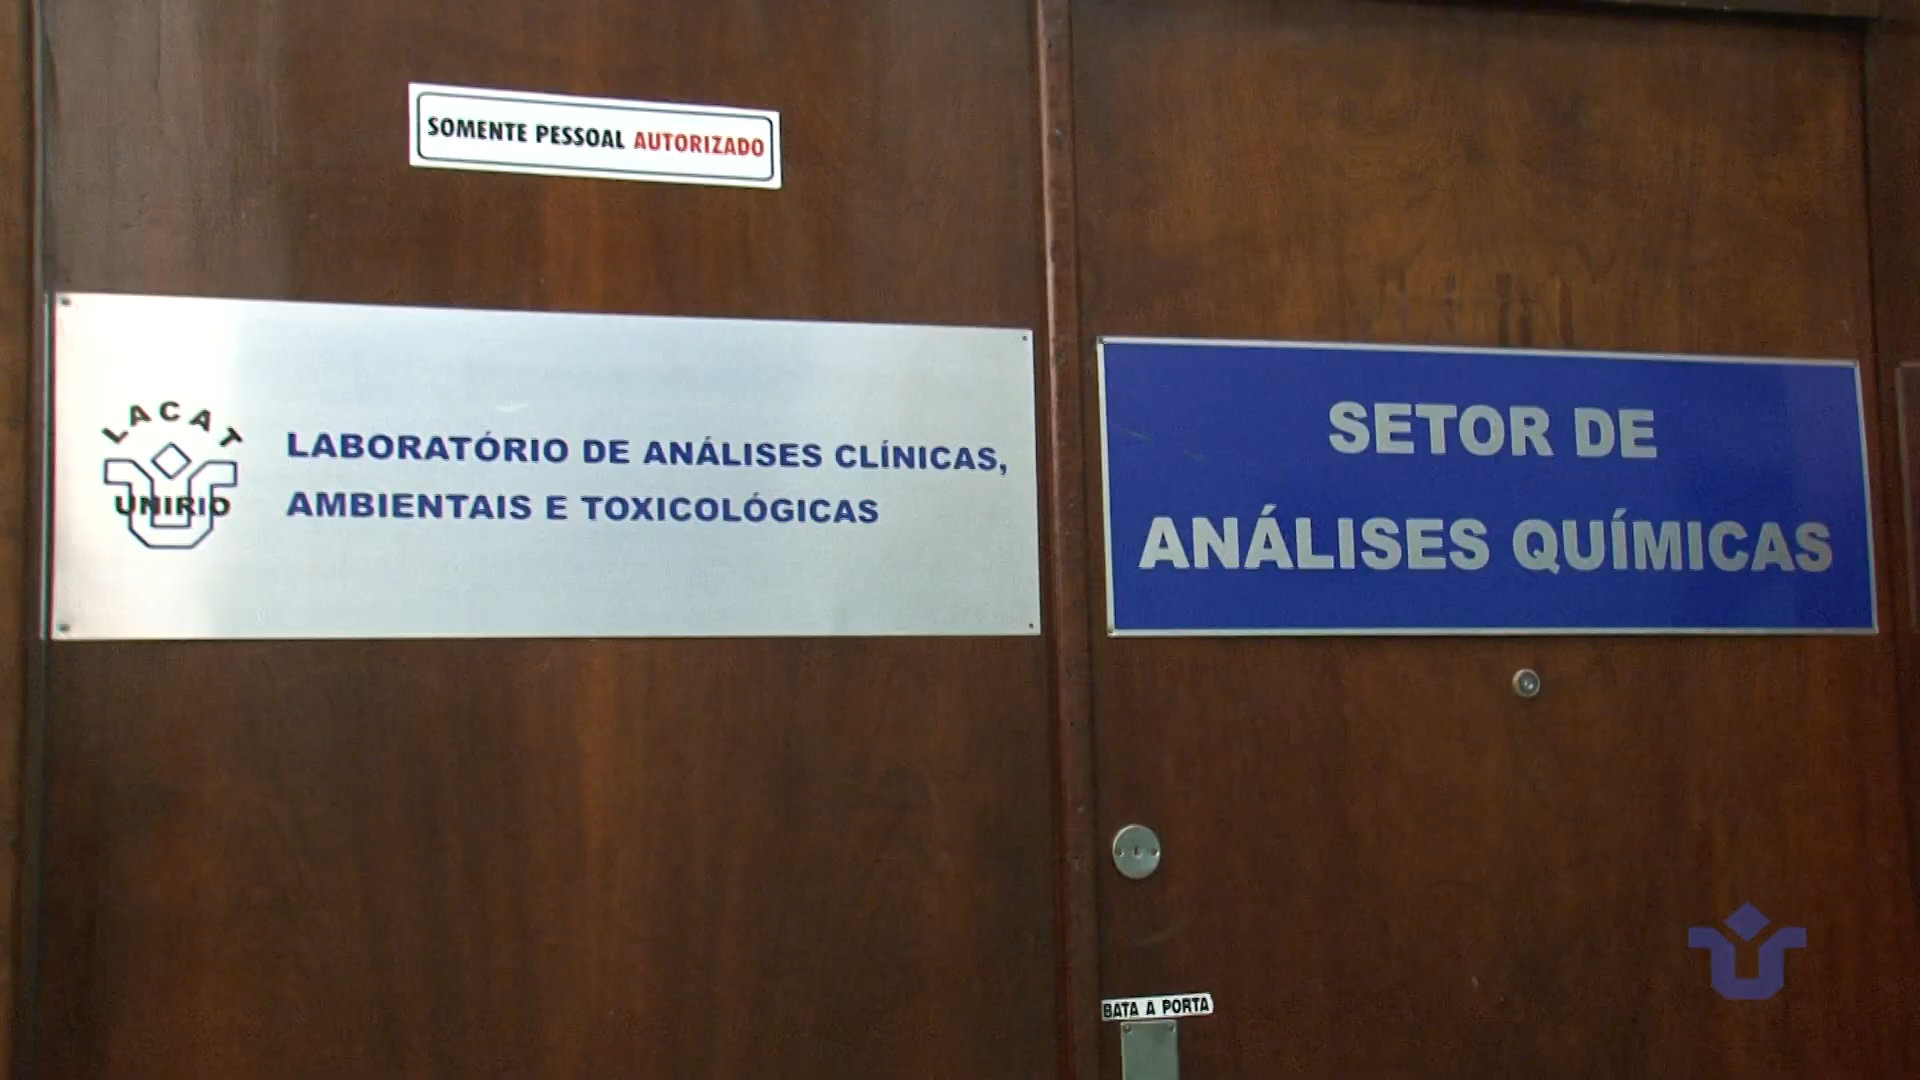 SOMENTE PESSOAL AUTORIZADO
LACAT
UNIRIO
LABORATÓRIO DE ANÁLISES CLÍNICAS,
AMBIENTAIS E TOXICOLÓGICAS
SETOR DE
ANÁLISES QUÍMICAS
BATA A PORTA